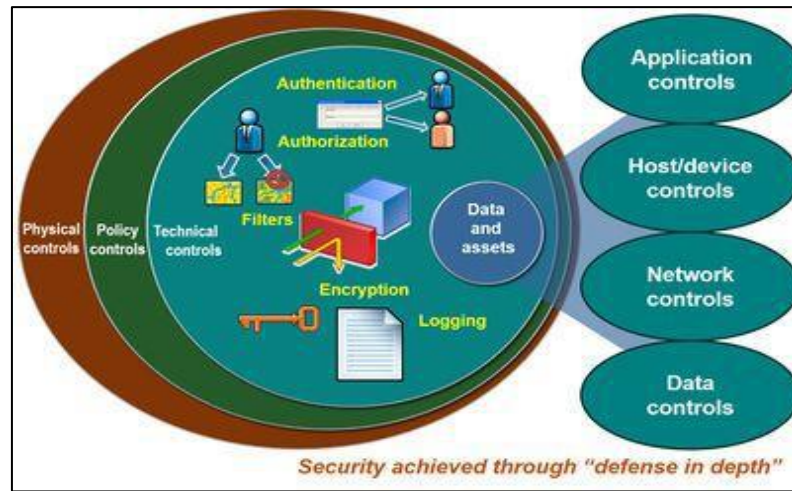 Physical
controls
Policy
controls
Technical
controls
Authentication
Authorization
Filters
Encryption
Logging
Data
and
assets
Application
controls
Host/device
controls
Network
controls
Data
controls
Security achieved through "defense in depth"